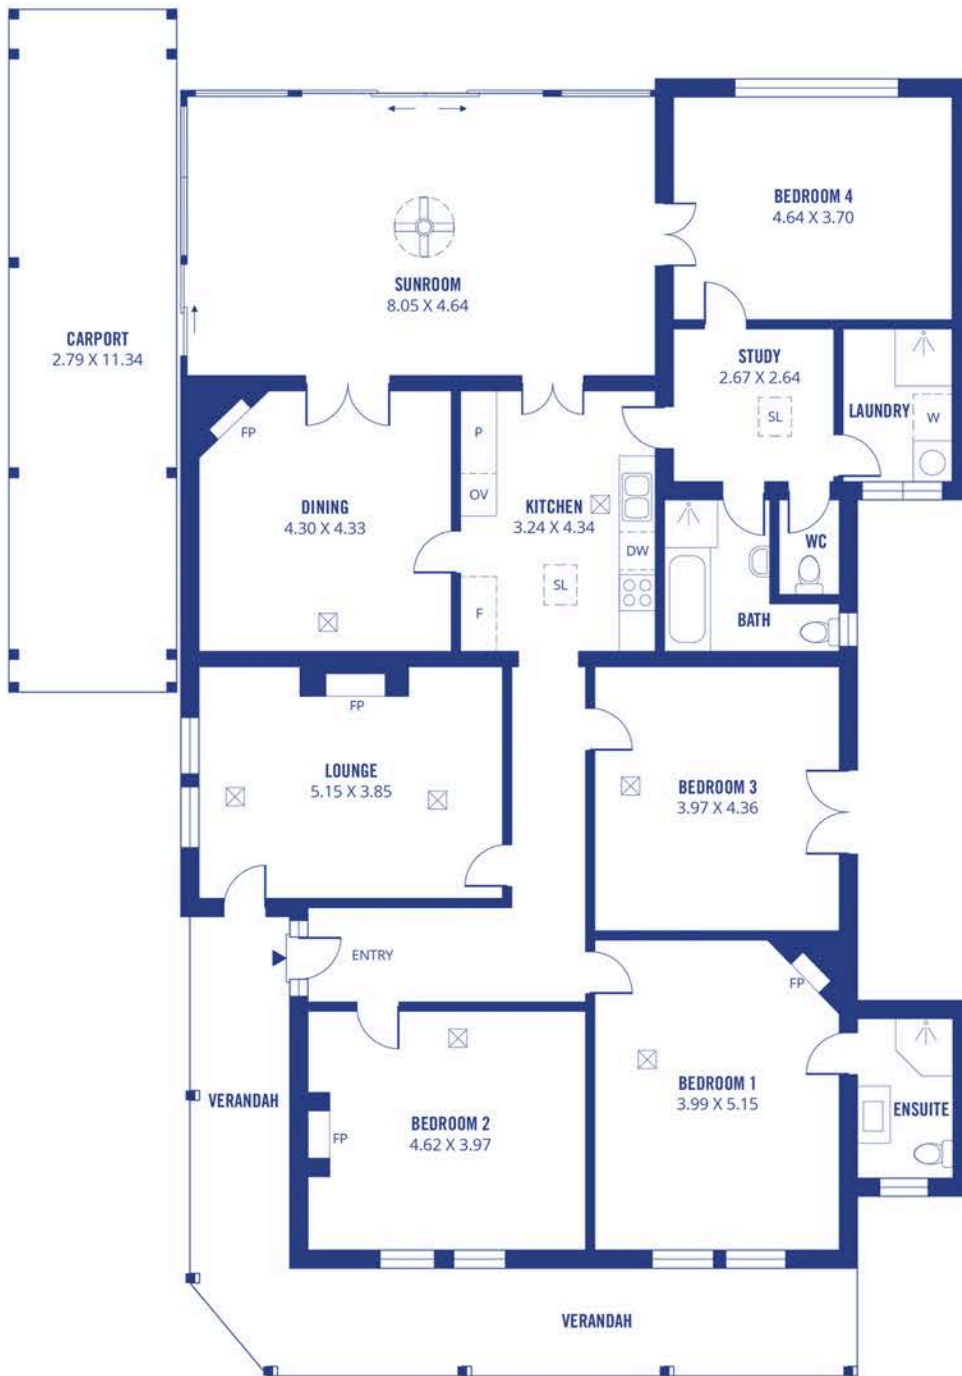 BEDROOM 4
4.64 X 3.70
SUNROOM
8.05 X 4.64
CARPORT
2.79 X 11.34
STUDY
2.67 X 2.64
SL
LAUNDRY
W
FP
P
OV
DINING
4.30 X 4.33
KITCHEN
3.24 X 4.34
DW
SL
F
WC
BATH
FP
LOUNGE
5.15 X 3.85
BEDROOM 3
3.97 X 4.36
ENTRY
FP
VERANDAH
BEDROOM 2
4.62 X 3.97
FP
BEDROOM 1
3.99 X 5.15
ENSUITE
VERANDAH